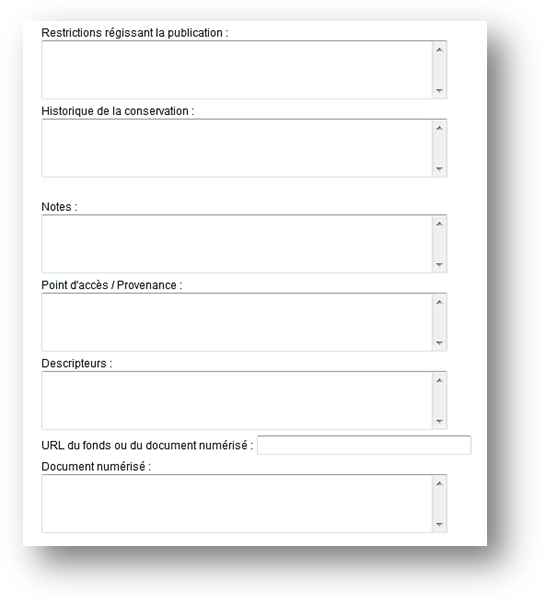 Restrictions régissant la publication :
Historique de la conservation :
Notes :
Point d'accès / Provenance :
Descripteurs :
URL du fonds ou du document numérisé :
Document numérisé :